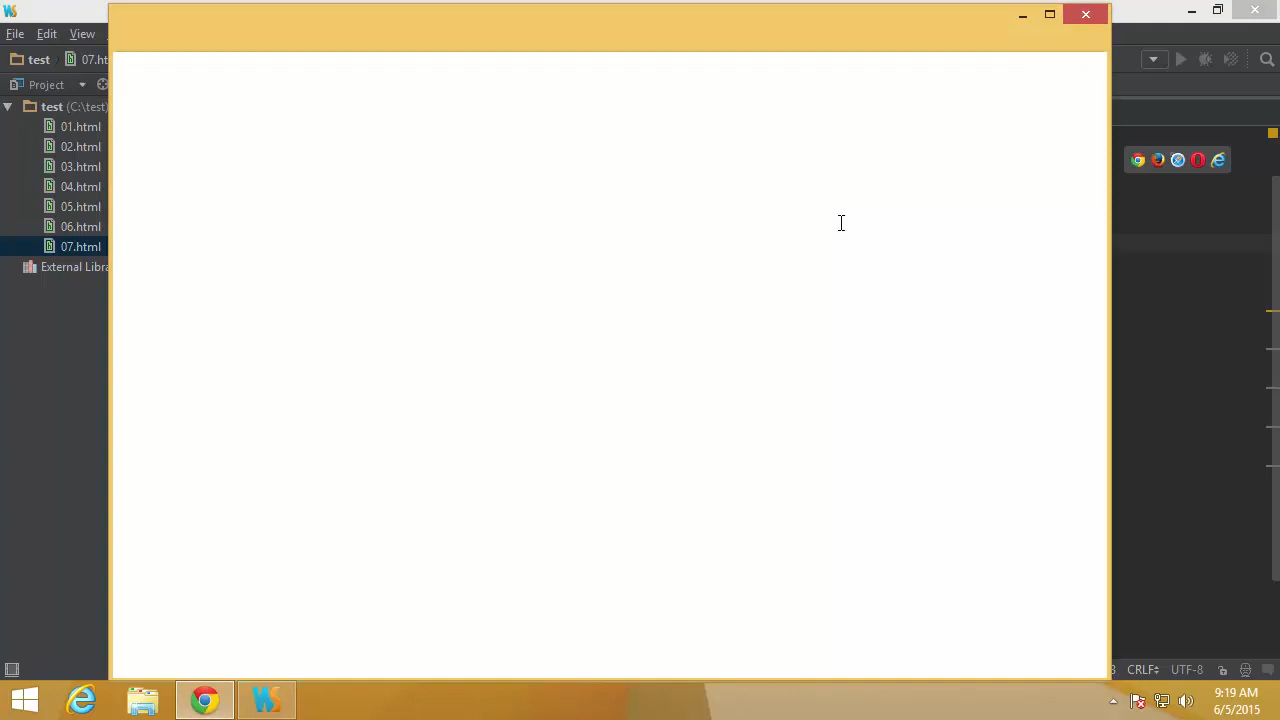 File Edit View
test 07.ht
Project
test (C:\test)
01.html
02.html
03.html
04.html
05.html
06.html
07.html
External Libra
CRLF UTF-8
9:19 AM
6/5/2015